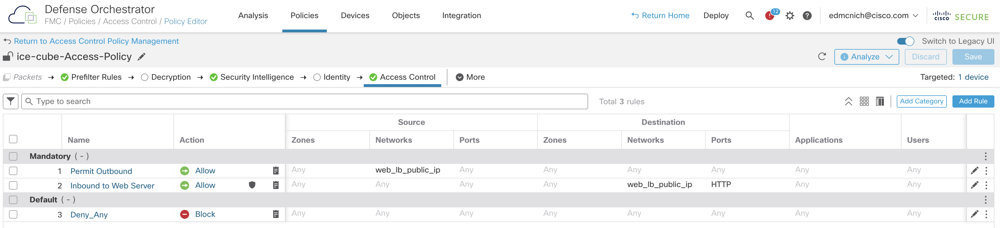 Defense Orchestrator
FMC / Policies / Access Control / Policy Editor
Analysis Policies Devices Objects Integration
Return Home Deploy 12 edmcnich@cisco.com cisco SECURE
Return to Access Control Policy Management
Switch to Legacy UI
ice-cube-Access-Policy
Analyze Discard Save
Packets Prefilter Rules Decryption Security Intelligence Identity Access Control More Targeted: 1 device
Type to search Total 3 rules Add Category Add Rule
Source Destination
Name Action Zones Networks Ports Zones Networks Ports Applications Users
Mandatory ( - )
1 Permit Outbound Allow Any web_lb_public_ip Any Any Any Any Any Any
2 Inbound to Web Server Allow Any Any Any Any web_lb_public_ip HTTP Any Any
Default ( - )
3 Deny_Any Block Any Any Any Any Any Any Any Any